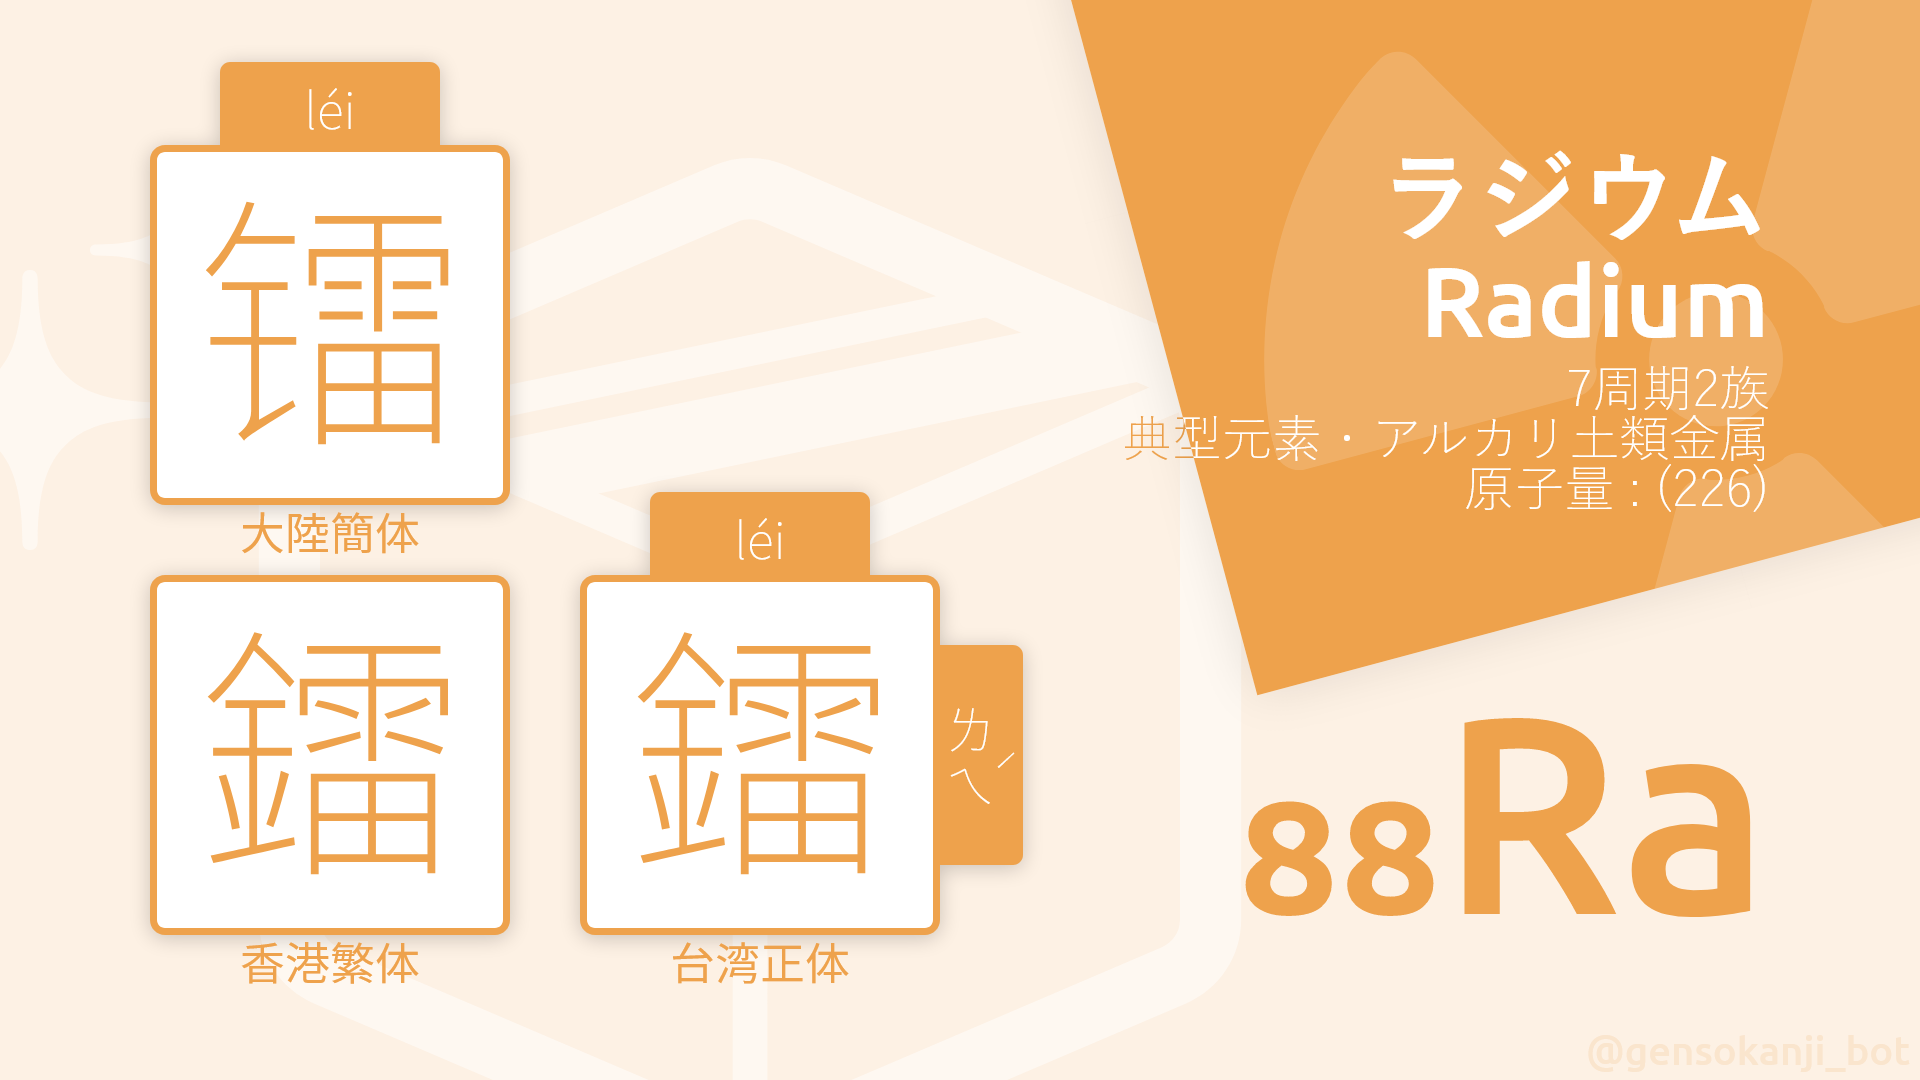 léi
镭
大陸簡体
鐳
香港繁体
léi
鐳
ㄌㄟˊ
台湾正体
ラジウム
Radium
7周期2族
典型元素・アルカリ土類金属
原子量:(226)
88Ra
@gensokanji_bot